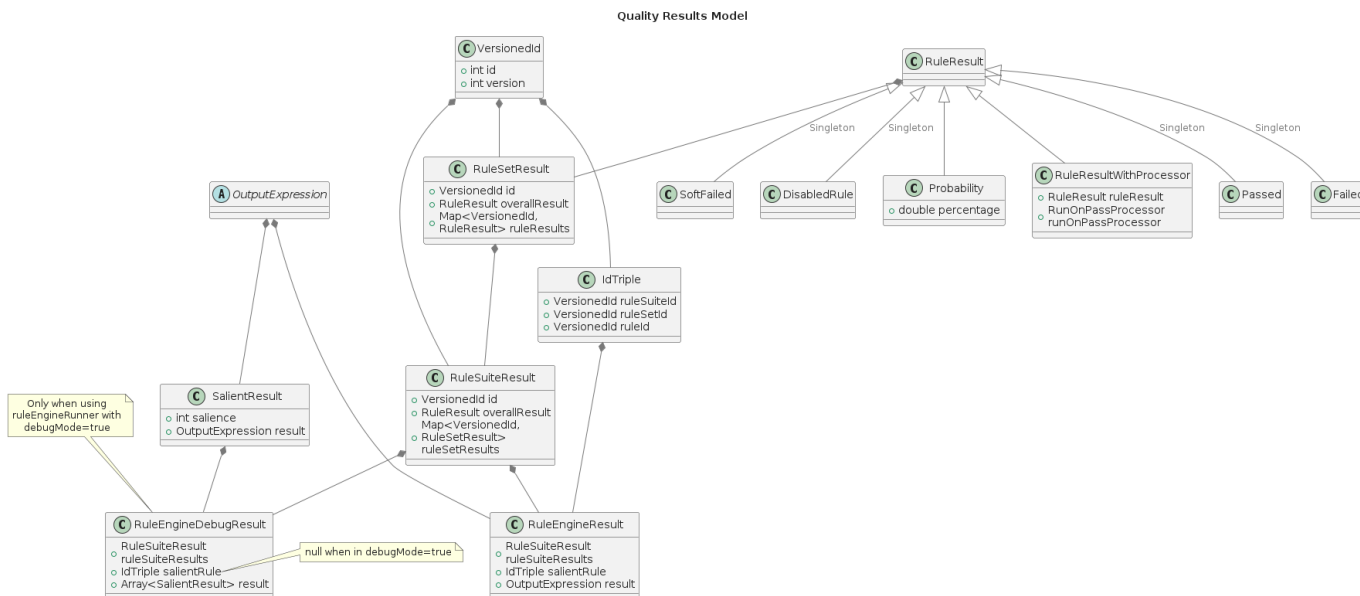 Quality Results Model
C VersionedId
int id
int version
C RuleResult
Singleton
Singleton
Singleton
Singleton
C RuleSetResult
VersionedId id
RuleResult overallResult
Map<VersionedId,
RuleResult> ruleResults
A OutputExpression
C SoftFailed
C DisabledRule
C Probability
double percentage
C RuleResultWithProcessor
RuleResult ruleResult
RunOnPassProcessor
runOnPassProcessor
C Passed
C Failed
C IdTriple
VersionedId ruleSuiteId
VersionedId ruleSetId
VersionedId ruleId
C RuleSuiteResult
VersionedId id
RuleResult overallResult
Map<VersionedId,
RuleSetResult>
ruleSetResults
C SalientResult
int salience
OutputExpression result
Only when using
ruleEngineRunner with
debugMode=true
C RuleEngineDebugResult
RuleSuiteResult
ruleSuiteResults
IdTriple salientRule
Array<SalientResult> result
null when in debugMode=true
C RuleEngineResult
RuleSuiteResult
ruleSuiteResults
IdTriple salientRule
OutputExpression result